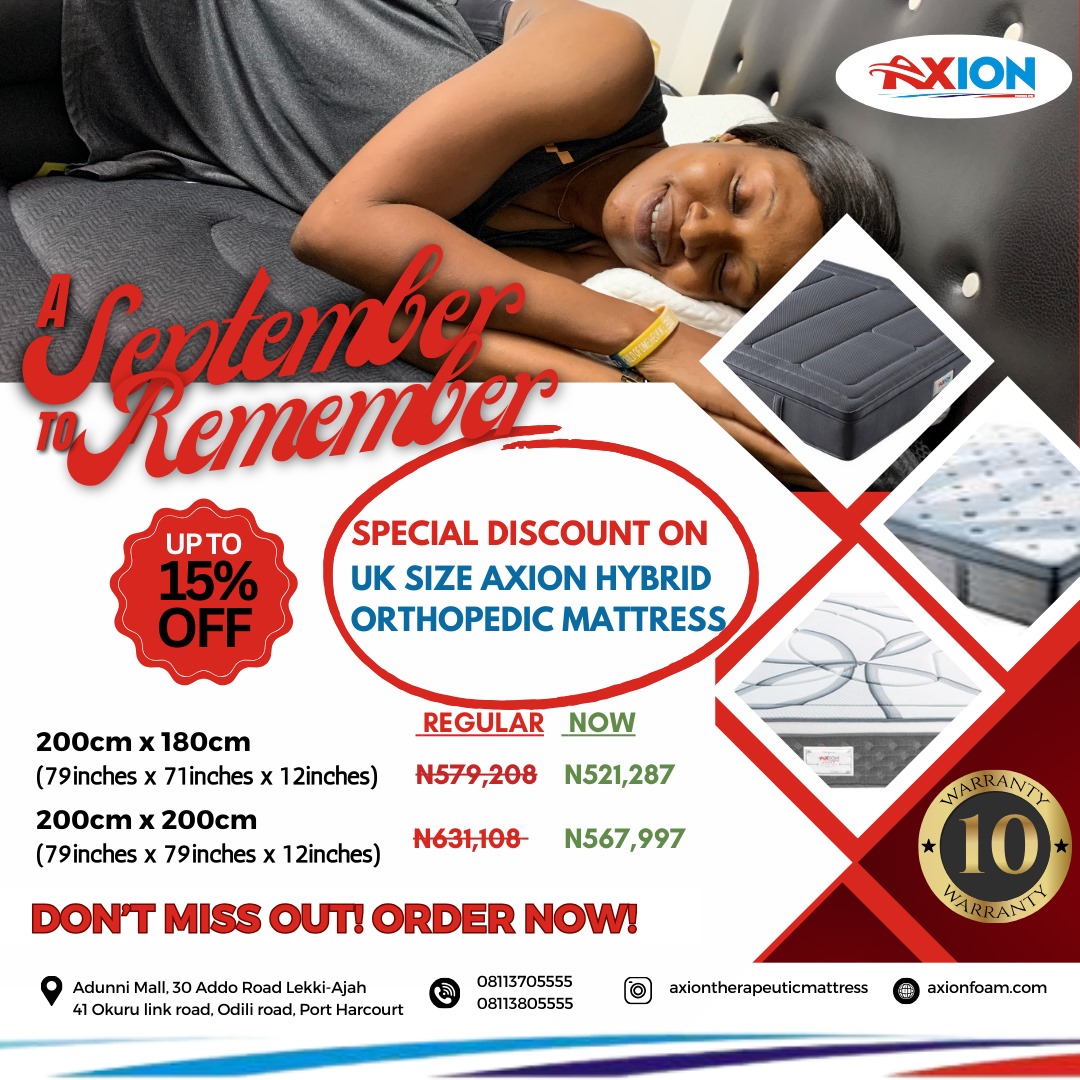 AXION
A
September
TO Remember
UP TO
15%
OFF
SPECIAL DISCOUNT ON
UK SIZE AXION HYBRID
ORTHOPEDIC MATTRESS
REGULAR NOW
200cm x 180cm
(79inches x 71inches x 12inches) N579,208 N521,287
200cm x 200cm
(79inches x 79inches x 12inches) N631,108 N567,997
WARRANTY
10
WARRANTY
DON'T MISS OUT! ORDER NOW!
Adunni Mall, 30 Addo Road Lekki-Ajah
41 Okuru link road, Odili road, Port Harcourt
08113705555
08113805555
axiontherapeuticmattress
axionfoam.com